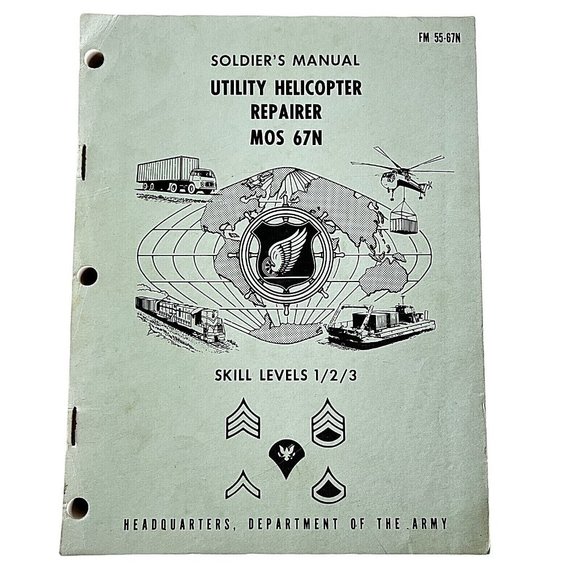 FM 55-67N
SOLDIER'S MANUAL
UTILITY HELICOPTER
REPAIRER
MOS 67N
SKILL LEVELS 1/2/3
HEADQUARTERS, DEPARTMENT OF THE ARMY